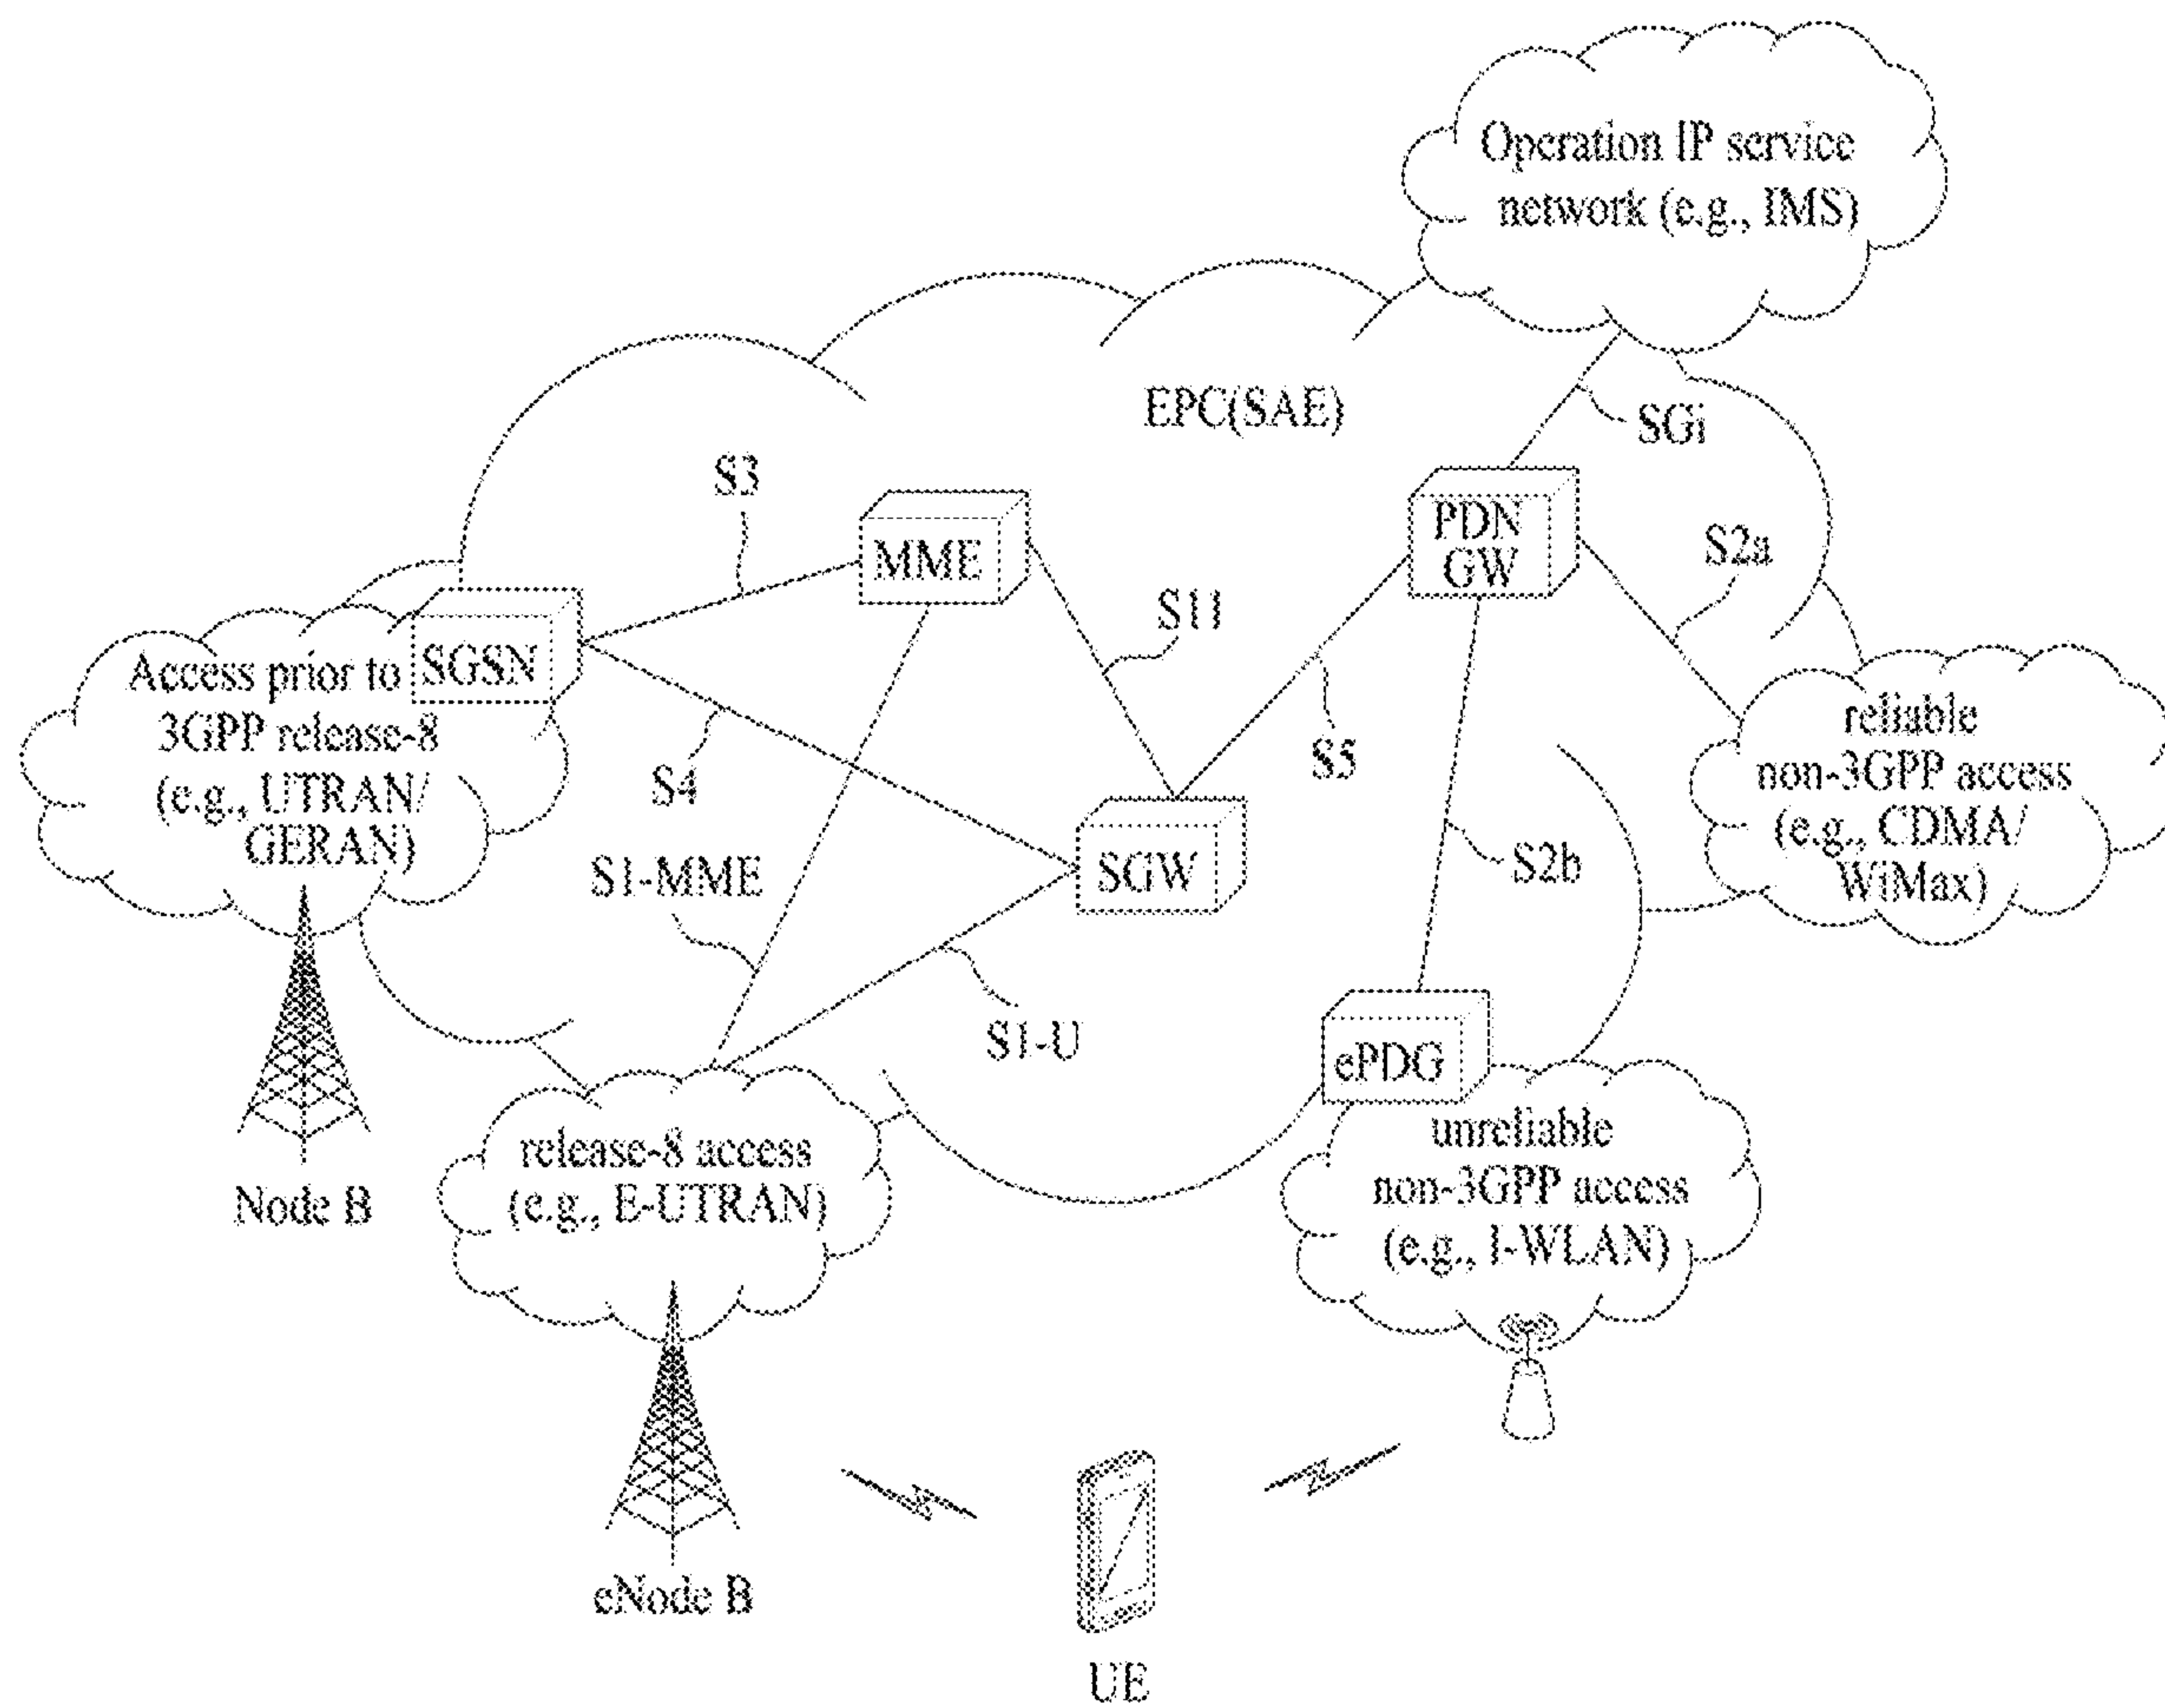 Operation IP service
network (e.g., IMS)
EPC(SAE)
SGi
S3
MME
PDN
GW
S2a
S11
SGSN
Access prior to
3GPP release-8
(e.g., UTRAN/
GERAN)
S4
S5
reliable
non-3GPP access
(e.g., CDMA/
WiMax)
S1-MME
SGW
S2b
S1-U
ePDG
unreliable
non-3GPP access
(e.g., I-WLAN)
release-8 access
(e.g., E-UTRAN)
Node B
eNode B
UE